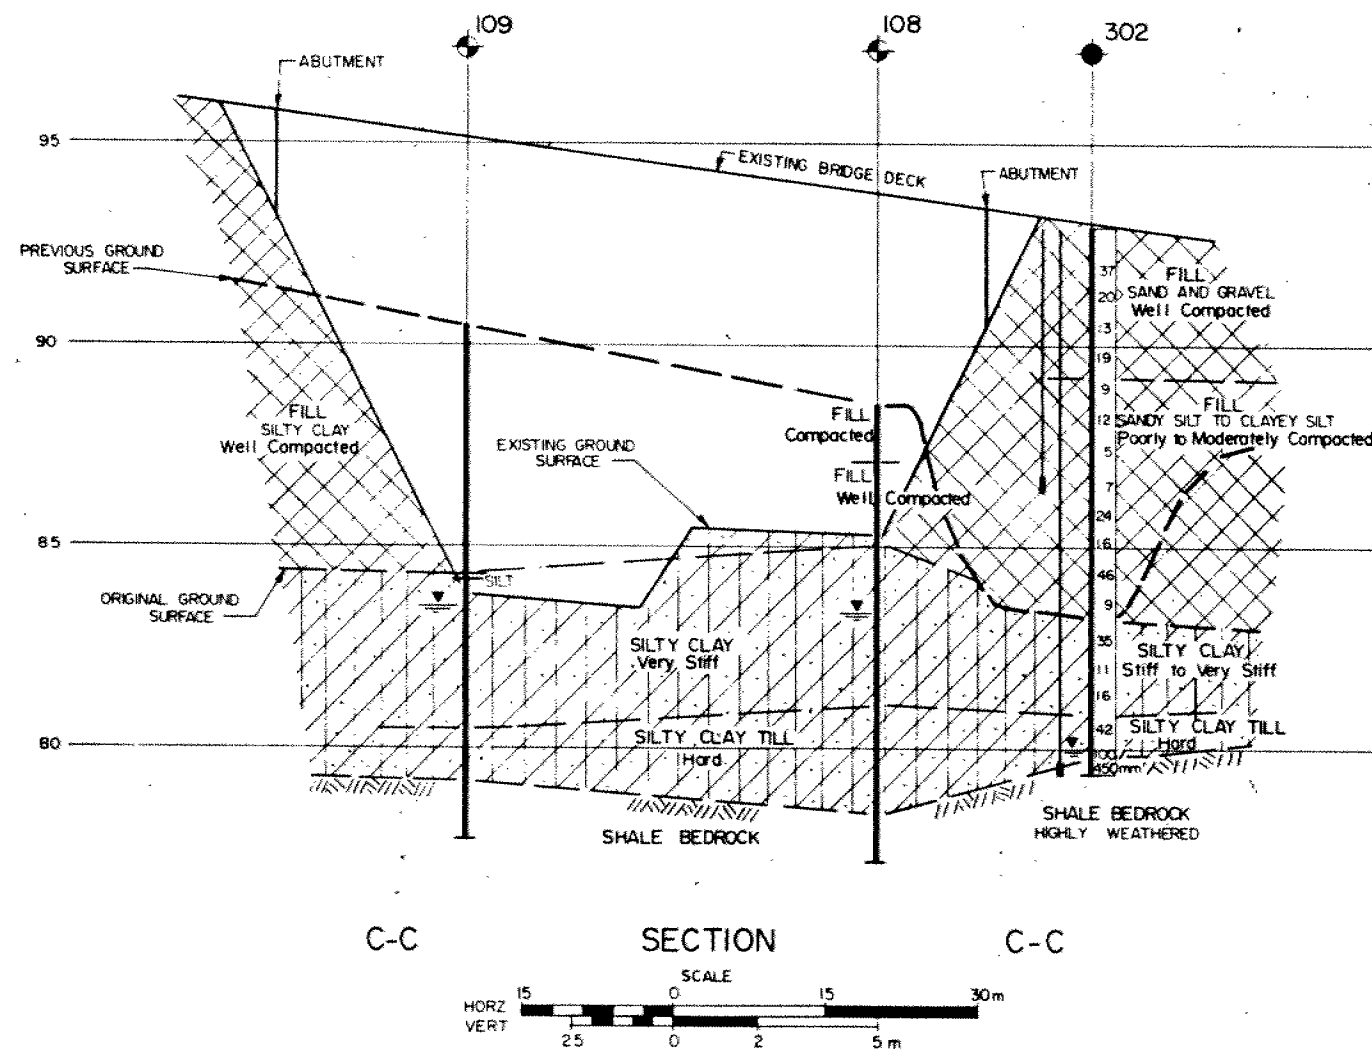 109
108
302
ABUTMENT
95
EXISTING BRIDGE DECK
ABUTMENT
PREVIOUS GROUND
SURFACE
37
FILL
20
SAND AND GRAVEL
Well Compacted
13
90
19
9
FILL
SILTY CLAY
Well Compacted
FILL
Compacted
FILL
12
SANDY SILT TO CLAYEY SILT
Poorly to Moderately Compacted
5
EXISTING GROUND
SURFACE
FILL
Well Compacted
7
24
85
16
SILT
46
ORIGINAL GROUND
SURFACE
9
SILTY CLAY
Very Stiff
35
SILTY CLAY
Stiff to Very Stiff
11
16
SILTY CLAY TILL
Hard
42
SILTY CLAY TILL
Hard
80
100
450mm
SHALE BEDROCK
SHALE BEDROCK
HIGHLY WEATHERED
C-C
SECTION
C-C
SCALE
15 0 15 30m
HORZ
VERT
2.5 0 2 5 m